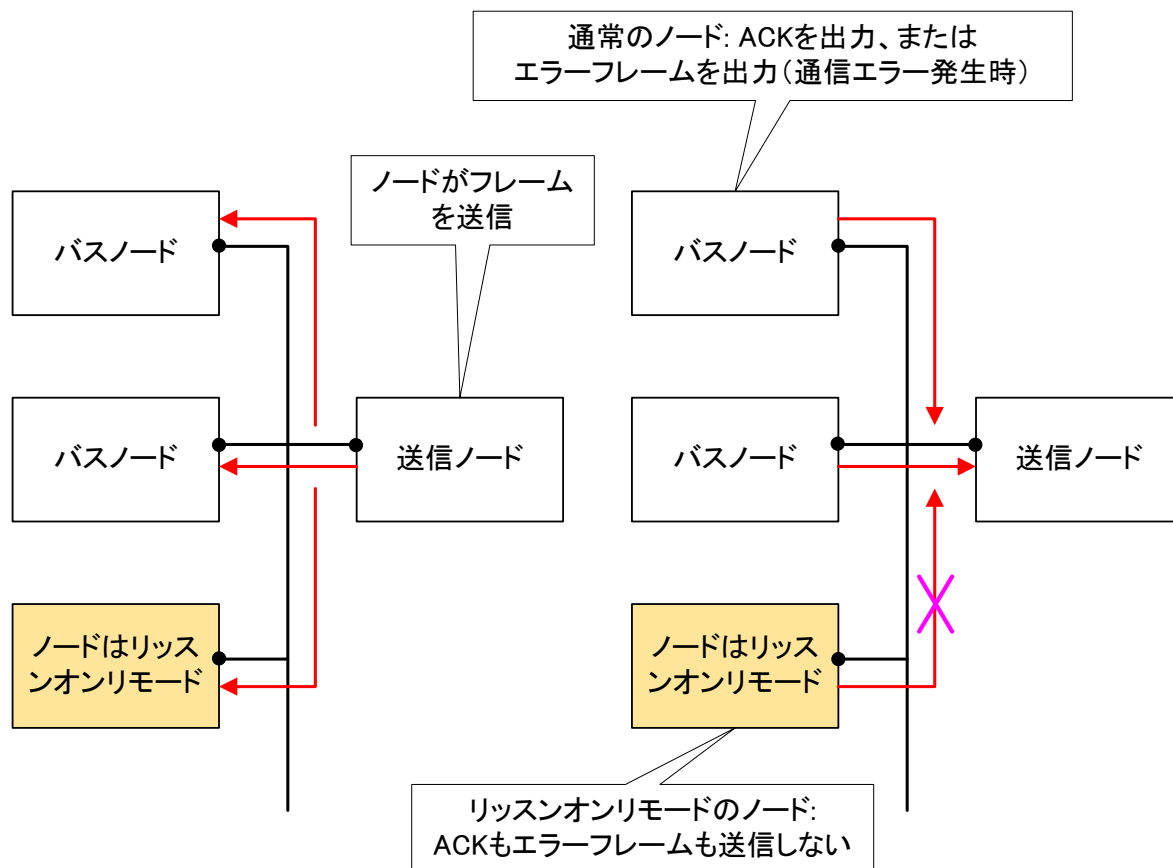 通常のノード: ACKを出力、または
エラーフレームを出力（通信エラー発生時）
ノードがフレーム
を送信
バスノード
バスノード
送信ノード
ノードはリッス
ンオンリモード
バスノード
バスノード
送信ノード
ノードはリッス
ンオンリモード
リッスンオンリモードのノード:
ACKもエラーフレームも送信しない